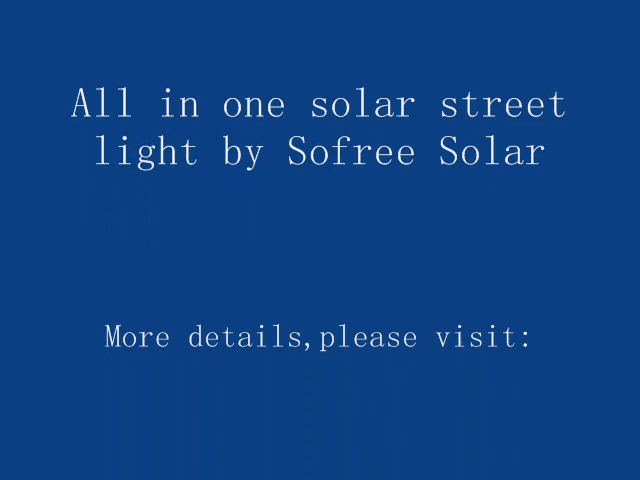 All in one solar street
light by Sofree Solar
More details,please visit: